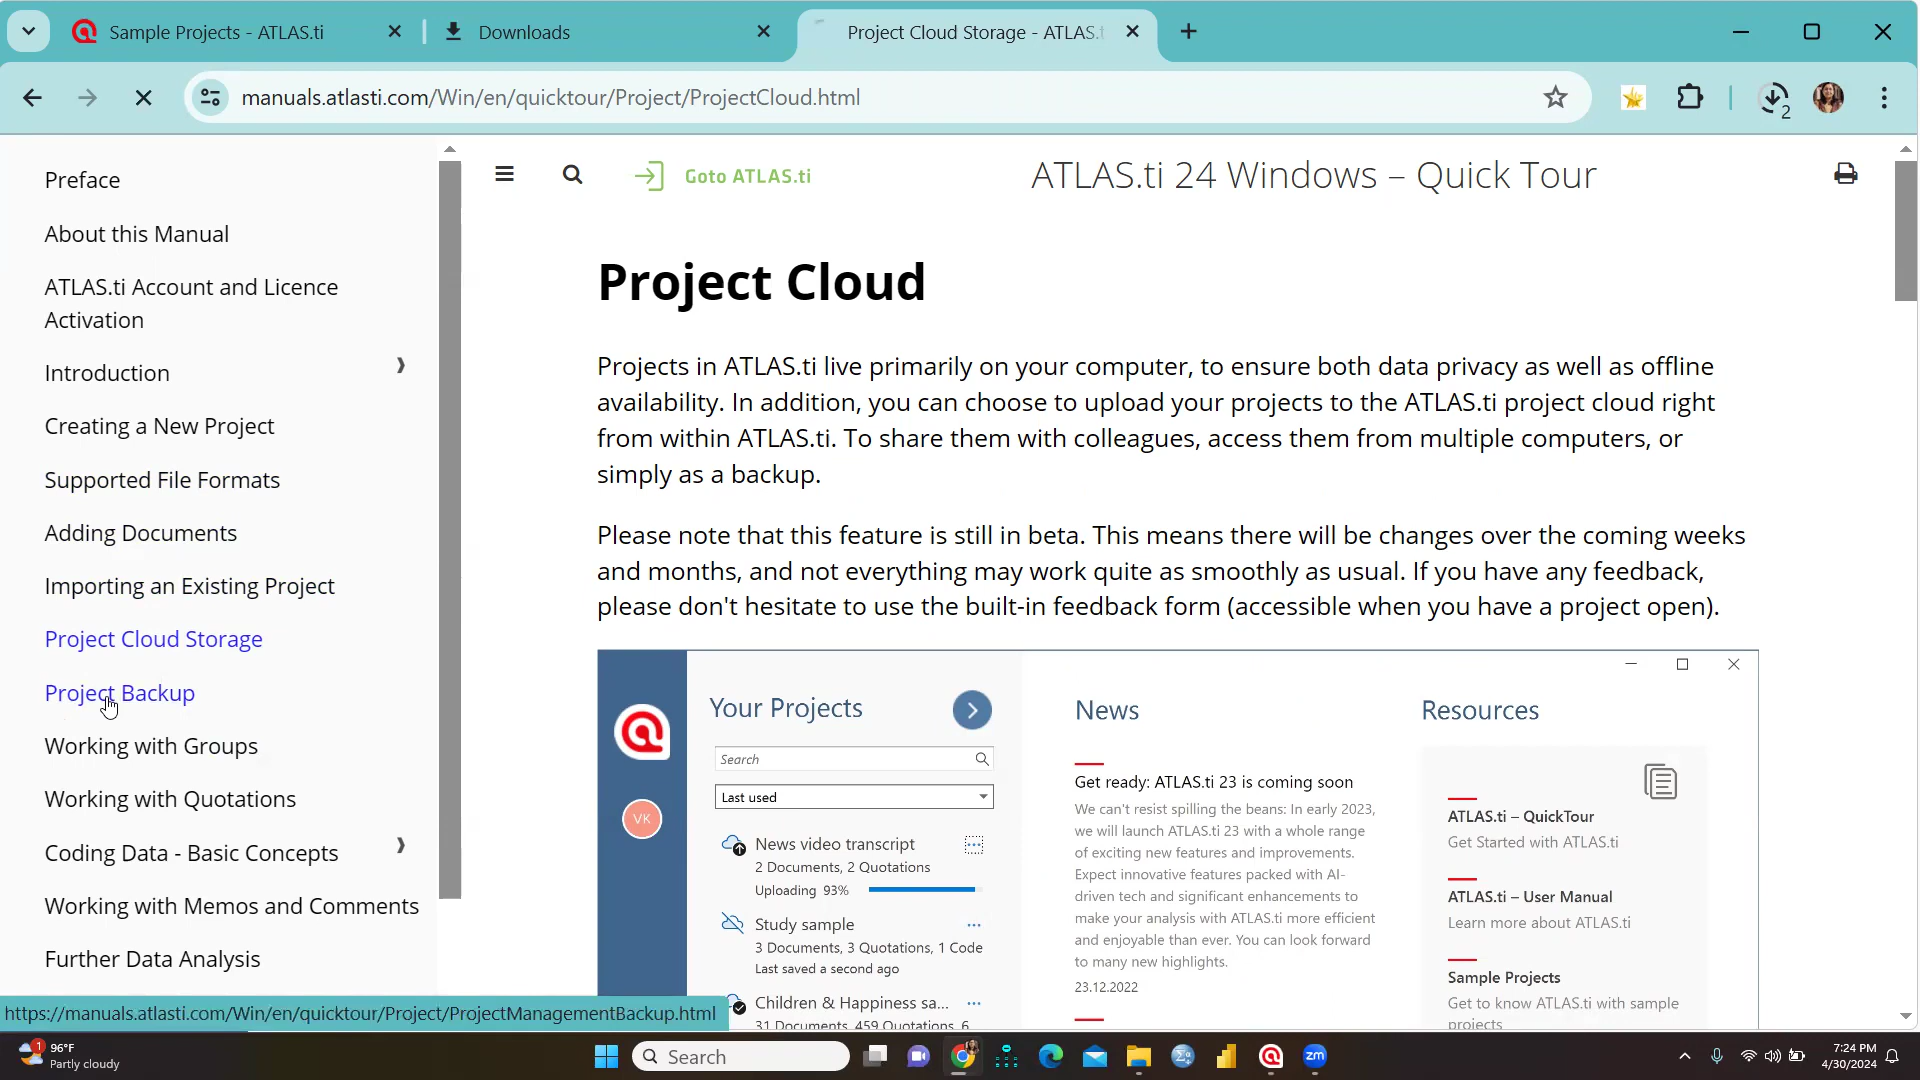 Sample Projects - ATLAS.ti
Downloads
Project Cloud Storage - ATLAS.t
manuals.atlasti.com/Win/en/quicktour/Project/ProjectCloud.html
2
Preface
About this Manual
ATLAS.ti Account and Licence
Activation
Introduction
Creating a New Project
Supported File Formats
Adding Documents
Importing an Existing Project
Project Cloud Storage
Project Backup
Working with Groups
Working with Quotations
Coding Data - Basic Concepts
Working with Memos and Comments
Further Data Analysis
https://manuals.atlasti.com/Win/en/quicktour/Project/ProjectManagementBackup.html
Goto ATLAS.ti
ATLAS.ti 24 Windows – Quick Tour
Project Cloud
Projects in ATLAS.ti live primarily on your computer, to ensure both data privacy as well as offline
availability. In addition, you can choose to upload your projects to the ATLAS.ti project cloud right
from within ATLAS.ti. To share them with colleagues, access them from multiple computers, or
simply as a backup.
Please note that this feature is still in beta. This means there will be changes over the coming weeks
and months, and not everything may work quite as smoothly as usual. If you have any feedback,
please don't hesitate to use the built-in feedback form (accessible when you have a project open).
VK
Your Projects
Search
Last used
News video transcript
2 Documents, 2 Quotations
Uploading 93%
Study sample
3 Documents, 3 Quotations, 1 Code
Last saved a second ago
Children & Happiness sa...
31 Documents, 459 Quotations, 6
News
Get ready: ATLAS.ti 23 is coming soon
We can't resist spilling the beans: In early 2023,
we will launch ATLAS.ti 23 with a whole range
of exciting new features and improvements.
Expect innovative features packed with AI-
driven tech and significant enhancements to
make your analysis with ATLAS.ti more efficient
and enjoyable than ever. You can look forward
to many new highlights.
23.12.2022
Resources
ATLAS.ti – QuickTour
Get Started with ATLAS.ti
ATLAS.ti – User Manual
Learn more about ATLAS.ti
Sample Projects
Get to know ATLAS.ti with sample
projects
1
96°F
Partly cloudy
Search
zm
7:24 PM
4/30/2024